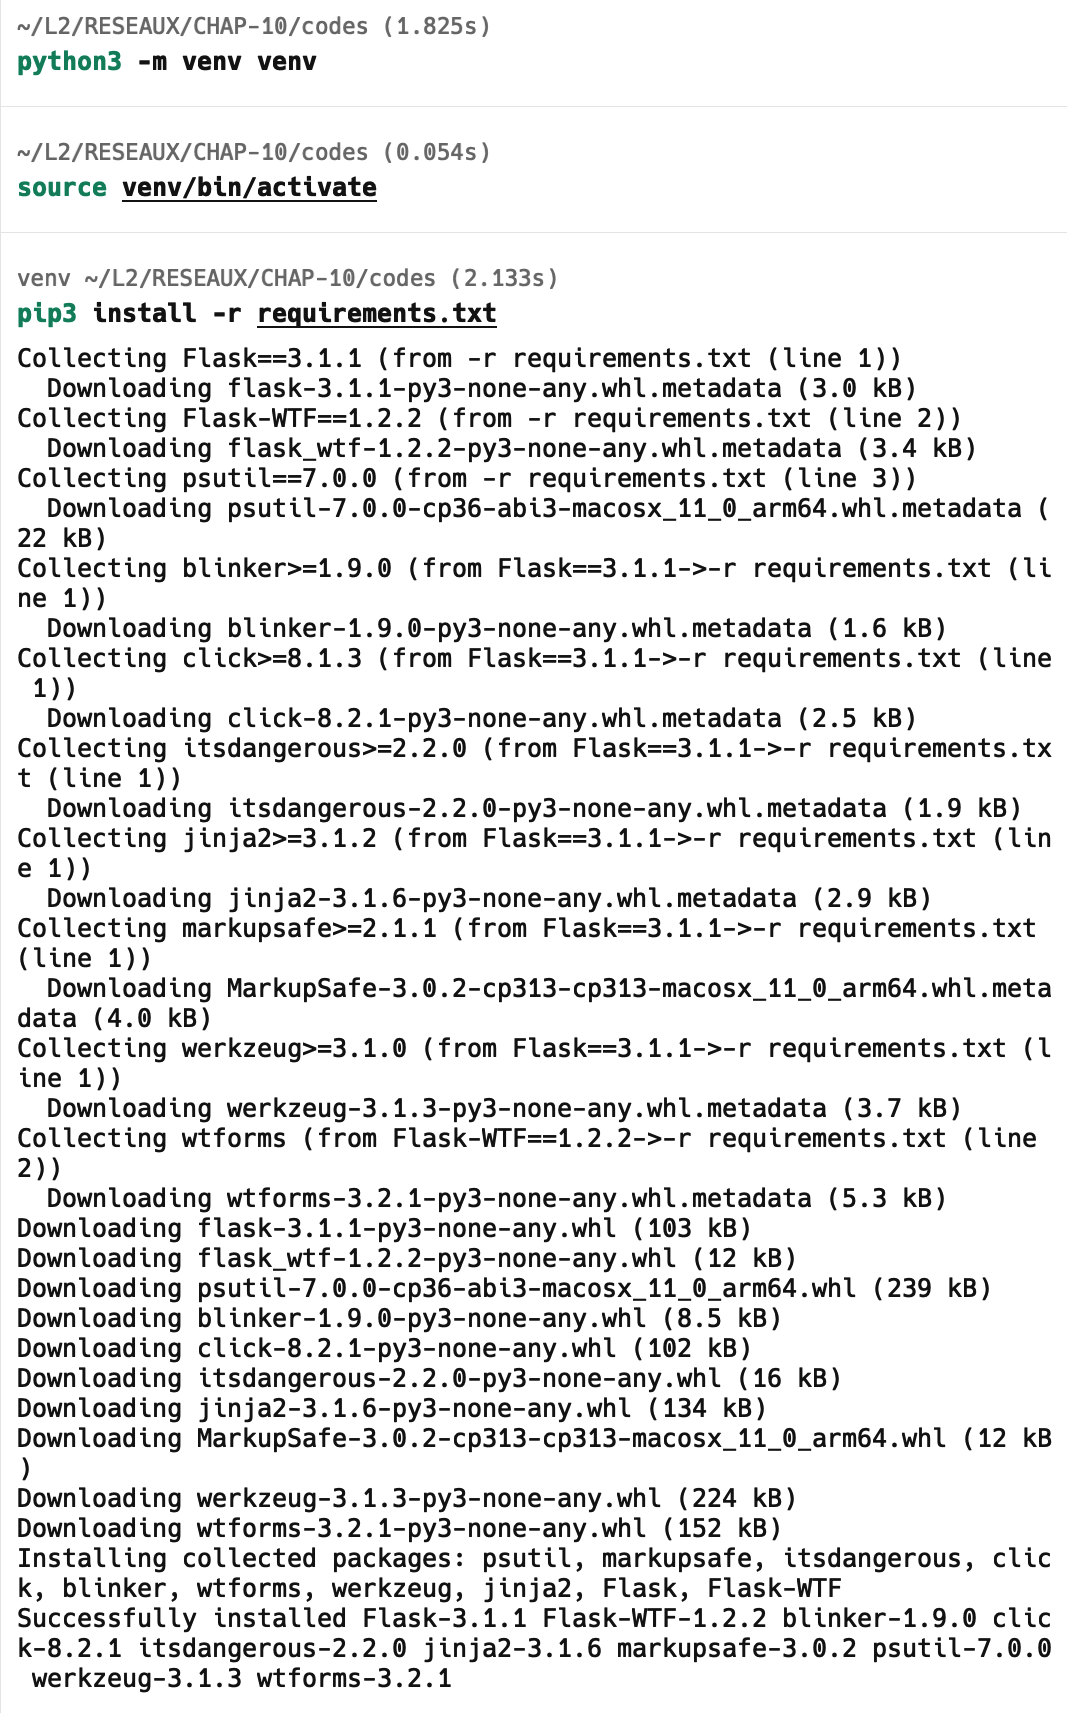 ~/L2/RESEAUX/CHAP-10/codes (1.825s)
python3 -m venv venv
~/L2/RESEAUX/CHAP-10/codes (0.054s)
source venv/bin/activate
venv ~/L2/RESEAUX/CHAP-10/codes (2.133s)
pip3 install -r requirements.txt
Collecting Flask==3.1.1 (from -r requirements.txt (line 1))
  Downloading flask-3.1.1-py3-none-any.whl.metadata (3.0 kB)
Collecting Flask-WTF==1.2.2 (from -r requirements.txt (line 2))
  Downloading flask_wtf-1.2.2-py3-none-any.whl.metadata (3.4 kB)
Collecting psutil==7.0.0 (from -r requirements.txt (line 3))
  Downloading psutil-7.0.0-cp36-abi3-macosx_11_0_arm64.whl.metadata (
22 kB)
Collecting blinker>=1.9.0 (from Flask==3.1.1->-r requirements.txt (li
ne 1))
  Downloading blinker-1.9.0-py3-none-any.whl.metadata (1.6 kB)
Collecting click>=8.1.3 (from Flask==3.1.1->-r requirements.txt (line
 1))
  Downloading click-8.2.1-py3-none-any.whl.metadata (2.5 kB)
Collecting itsdangerous>=2.2.0 (from Flask==3.1.1->-r requirements.tx
t (line 1))
  Downloading itsdangerous-2.2.0-py3-none-any.whl.metadata (1.9 kB)
Collecting jinja2>=3.1.2 (from Flask==3.1.1->-r requirements.txt (lin
e 1))
  Downloading jinja2-3.1.6-py3-none-any.whl.metadata (2.9 kB)
Collecting markupsafe>=2.1.1 (from Flask==3.1.1->-r requirements.txt
(line 1))
  Downloading MarkupSafe-3.0.2-cp313-cp313-macosx_11_0_arm64.whl.meta
data (4.0 kB)
Collecting werkzeug>=3.1.0 (from Flask==3.1.1->-r requirements.txt (l
ine 1))
  Downloading werkzeug-3.1.3-py3-none-any.whl.metadata (3.7 kB)
Collecting wtforms (from Flask-WTF==1.2.2->-r requirements.txt (line
2))
  Downloading wtforms-3.2.1-py3-none-any.whl.metadata (5.3 kB)
Downloading flask-3.1.1-py3-none-any.whl (103 kB)
Downloading flask_wtf-1.2.2-py3-none-any.whl (12 kB)
Downloading psutil-7.0.0-cp36-abi3-macosx_11_0_arm64.whl (239 kB)
Downloading blinker-1.9.0-py3-none-any.whl (8.5 kB)
Downloading click-8.2.1-py3-none-any.whl (102 kB)
Downloading itsdangerous-2.2.0-py3-none-any.whl (16 kB)
Downloading jinja2-3.1.6-py3-none-any.whl (134 kB)
Downloading MarkupSafe-3.0.2-cp313-cp313-macosx_11_0_arm64.whl (12 kB
)
Downloading werkzeug-3.1.3-py3-none-any.whl (224 kB)
Downloading wtforms-3.2.1-py3-none-any.whl (152 kB)
Installing collected packages: psutil, markupsafe, itsdangerous, clic
k, blinker, wtforms, werkzeug, jinja2, Flask, Flask-WTF
Successfully installed Flask-3.1.1 Flask-WTF-1.2.2 blinker-1.9.0 clic
k-8.2.1 itsdangerous-2.2.0 jinja2-3.1.6 markupsafe-3.0.2 psutil-7.0.0
 werkzeug-3.1.3 wtforms-3.2.1